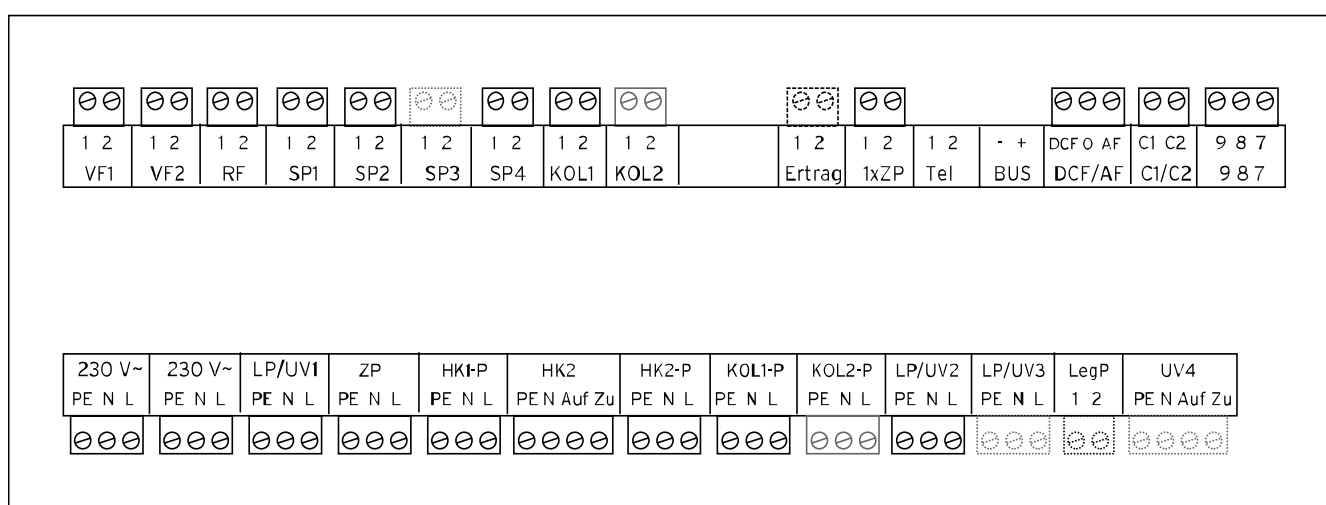 1 2 1 2 1 2 1 2 1 2 1 2 1 2 1 2 1 2 1 2 1 2 1 2 - + DCF O AF C1 C2 9 8 7
VF1 VF2 RF SP1 SP2 SP3 SP4 KOL1 KOL2 Ertrag 1xZP Tel BUS DCF/AF C1/C2 9 8 7
230 V~ 230 V~ LP/UV1 ZP HK1-P HK2 HK2-P KOL1-P KOL2-P LP/UV2 LP/UV3 LegP UV4
PE N L PE N L PE N L PE N L PE N L PE N Auf Zu PE N L PE N L PE N L PE N L PE N L 1 2 PE N Auf Zu